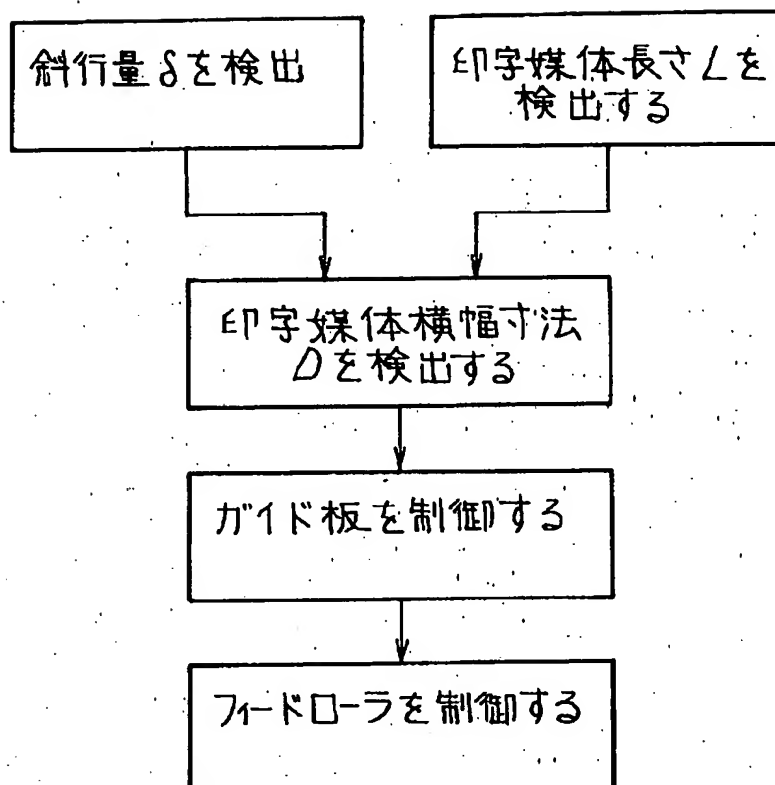 斜行量δを検出
印字媒体長さLを
検出する
印字媒体横幅寸法
Dを検出する
ガイド板を制御する
フィードローラを制御する